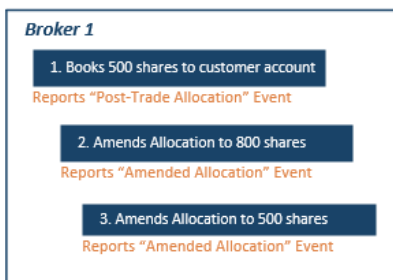 Broker 1
1. Books 500 shares to customer account
Reports “Post-Trade Allocation” Event
2. Amends Allocation to 800 shares
Reports “Amended Allocation” Event
3. Amends Allocation to 500 shares
Reports “Amended Allocation” Event